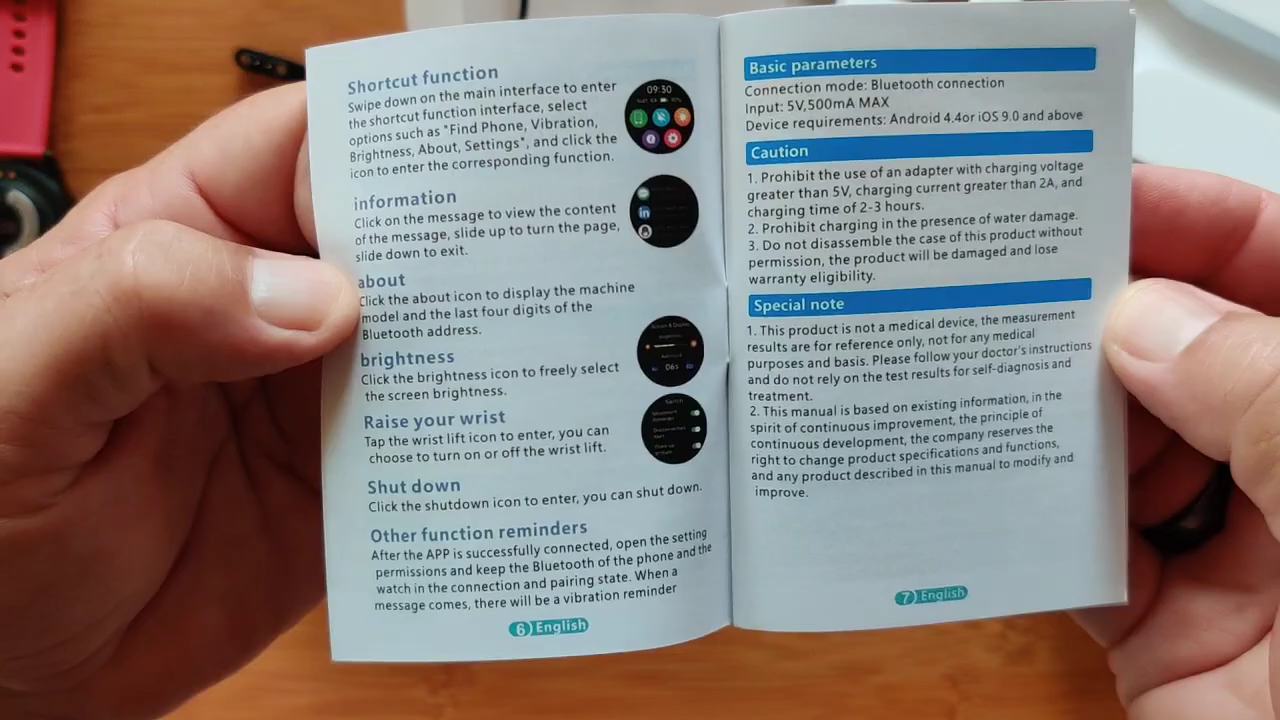 Shortcut function
Swipe down on the main interface to enter
the shortcut function interface, select
options such as "Find Phone, Vibration,
Brightness, About, Settings", and click the
icon to enter the corresponding function.
09:30
information
Click on the message to view the content
of the message, slide up to turn the page,
slide down to exit.
in
about
Click the about icon to display the machine
model and the last four digits of the
Bluetooth address.
brightness
Click the brightness icon to freely select
the screen brightness.
06s
Raise your wrist
Tap the wrist lift icon to enter, you can
choose to turn on or off the wrist lift.
Shut down
Click the shutdown icon to enter, you can shut down.
Other function reminders
After the APP is successfully connected, open the setting
permissions and keep the Bluetooth of the phone and the
watch in the connection and pairing state. When a
message comes, there will be a vibration reminder
6 English
Basic parameters
Connection mode: Bluetooth connection
Input: 5V,500mA MAX
Device requirements: Android 4.4or iOS 9.0 and above
Caution
1. Prohibit the use of an adapter with charging voltage
greater than 5V, charging current greater than 2A, and
charging time of 2-3 hours.
2. Prohibit charging in the presence of water damage.
3. Do not disassemble the case of this product without
permission, the product will be damaged and lose
warranty eligibility.
Special note
1. This product is not a medical device, the measurement
results are for reference only, not for any medical
purposes and basis. Please follow your doctor's instructions
and do not rely on the test results for self-diagnosis and
treatment.
2. This manual is based on existing information, in the
spirit of continuous improvement, the principle of
continuous development, the company reserves the
right to change product specifications and functions,
and any product described in this manual to modify and
improve.
7 English